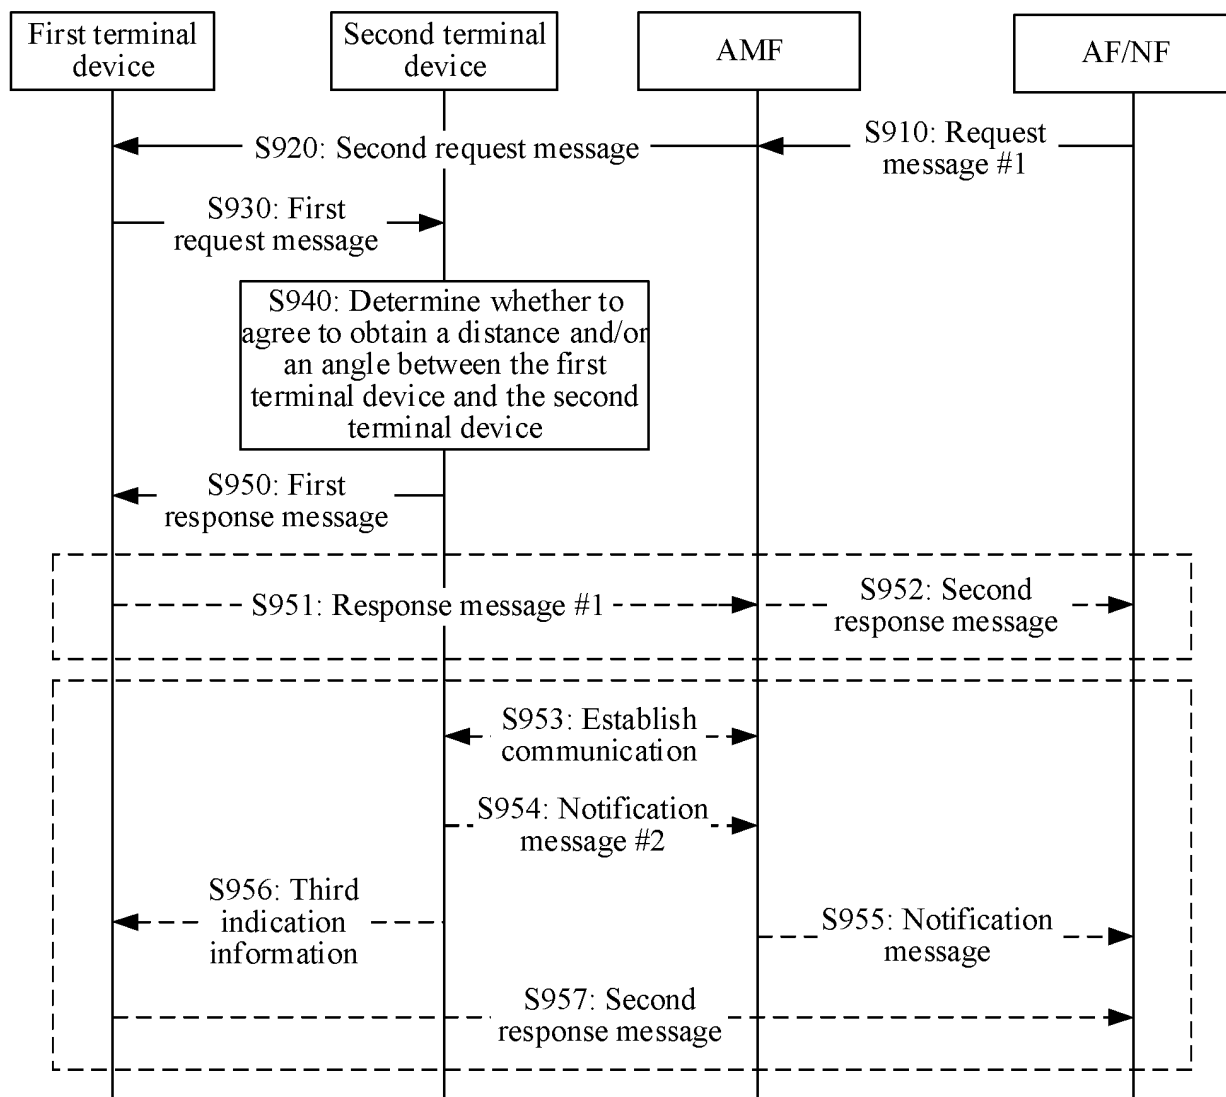 First terminal
device
Second terminal
device
AMF
AF/NF
S910: Request
message #1
S920: Second request message
S930: First
request message
S940: Determine whether to
agree to obtain a distance and/or
an angle between the first
terminal device and the second
terminal device
S950: First
response message
S951: Response message #1
S952: Second
response message
S953: Establish
communication
S954: Notification
message #2
S956: Third
indication
information
S955: Notification
message
S957: Second
response message